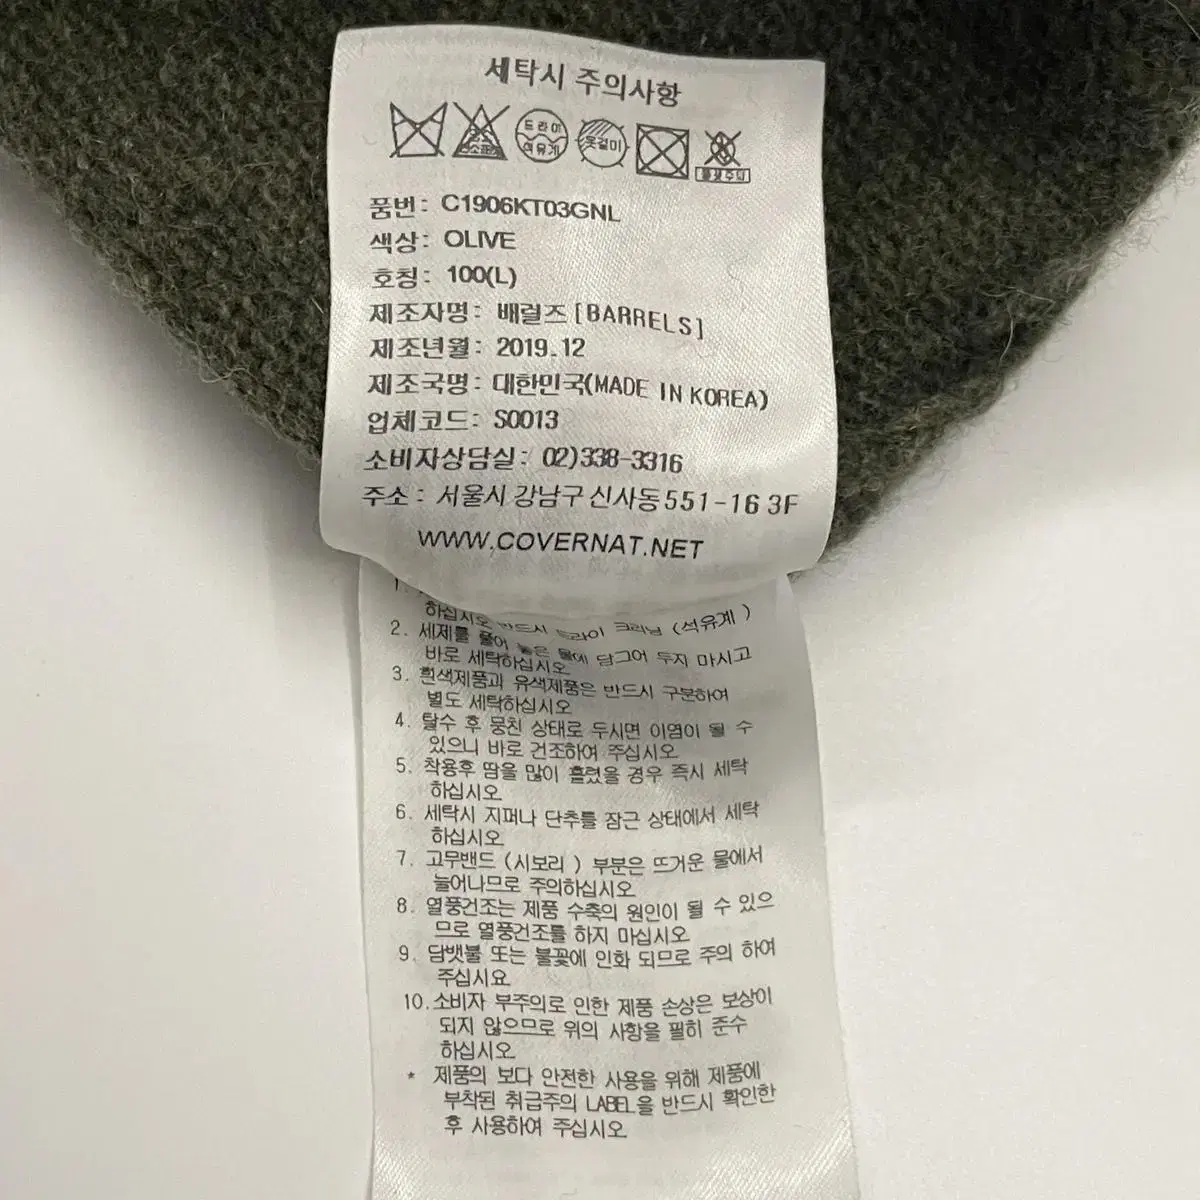 세탁시 주의사항
드라이
석유계
옷걸이
품번: C1906KT03GNL
색상: OLIVE
호칭: 100(L)
제조자명: 배럴즈[BARRELS]
제조년월: 2019.12
제조국명: 대한민국(MADE IN KOREA)
업체코드: S0013
소비자상담실: 02)338-3316
주소: 서울시 강남구 신사동 551-16 3F
WWW.COVERNAT.NET
1.
하십시오 반드시 드라이 크리닝 (석유계)
2. 세제를 풀어 놓은 물에 담그어 두지 마시고
바로 세탁하십시오
3. 흰색제품과 유색제품은 반드시 구분하여
별도 세탁하십시오
4. 탈수 후 뭉친 상태로 두시면 이염이 될 수
있으니 바로 건조하여 주십시오
5. 착용후 땀을 많이 흘렸을 경우 즉시 세탁
하십시오
6. 세탁시 지퍼나 단추를 잠근 상태에서 세탁
하십시오
7. 고무밴드 (시보리) 부분은 뜨거운 물에서
늘어나므로 주의하십시오
8. 열풍건조는 제품 수축의 원인이 될 수 있으
므로 열풍건조를 하지 마십시오
9. 담뱃불 또는 불꽃에 인화 되므로 주의 하여
주십시요
10. 소비자 부주의로 인한 제품 손상은 보상이
되지 않으므로 위의 사항을 필히 준수
하십시오
* 제품의 보다 안전한 사용을 위해 제품에
부착된 취급주의 LABEL을 반드시 확인한
후 사용하여 주십시오